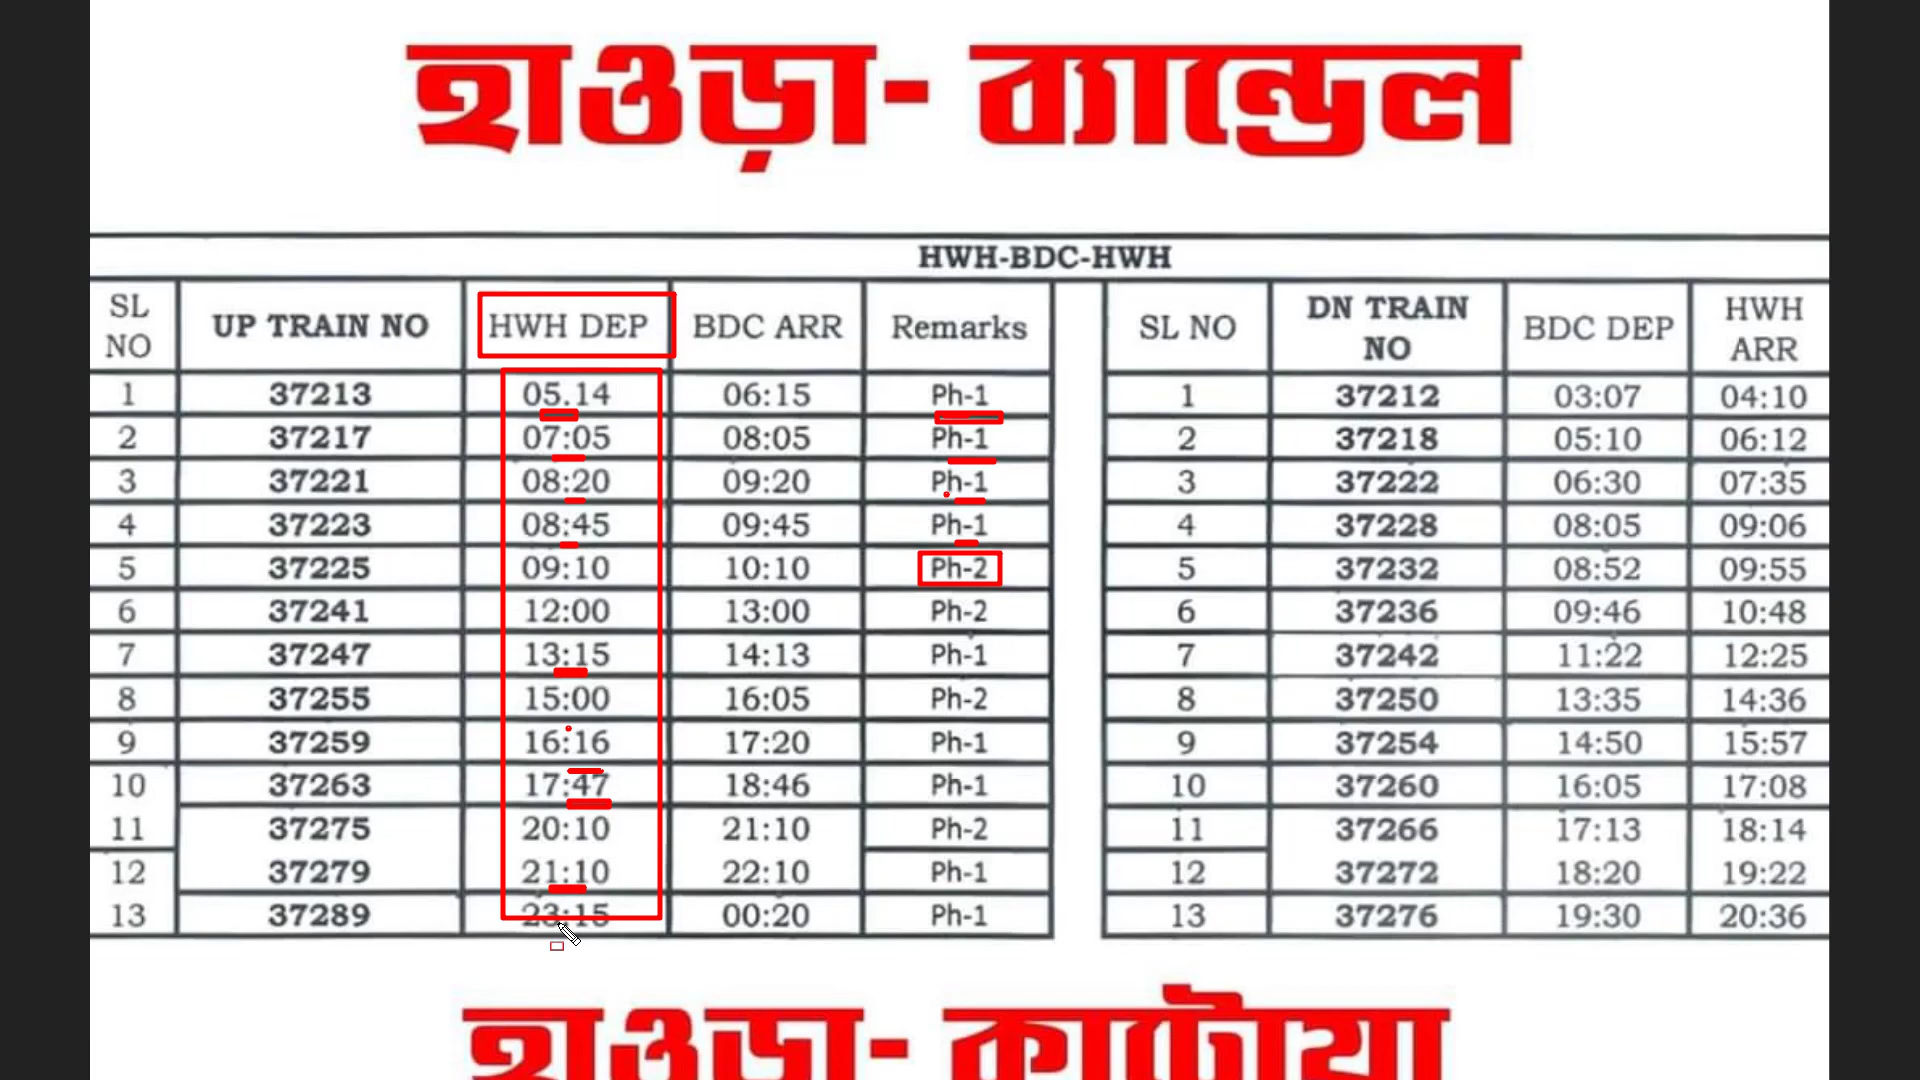 হাওড়া- ব্যান্ডেল
HWH-BDC-HWH
SL NO UP TRAIN NO HWH DEP BDC ARR Remarks SL NO DN TRAIN NO BDC DEP HWH ARR
1 37213 05.14 06:15 Ph-1 1 37212 03:07 04:10
2 37217 07:05 08:05 Ph-1 2 37218 05:10 06:12
3 37221 08:20 09:20 Ph-1 3 37222 06:30 07:35
4 37223 08:45 09:45 Ph-1 4 37228 08:05 09:06
5 37225 09:10 10:10 Ph-2 5 37232 08:52 09:55
6 37241 12:00 13:00 Ph-2 6 37236 09:46 10:48
7 37247 13:15 14:13 Ph-1 7 37242 11:22 12:25
8 37255 15:00 16:05 Ph-2 8 37250 13:35 14:36
9 37259 16:16 17:20 Ph-1 9 37254 14:50 15:57
10 37263 17:47 18:46 Ph-1 10 37260 16:05 17:08
11 37275 20:10 21:10 Ph-2 11 37266 17:13 18:14
12 37279 21:10 22:10 Ph-1 12 37272 18:20 19:22
13 37289 23:15 00:20 Ph-1 13 37276 19:30 20:36
হাওড়া- কাটোয়া